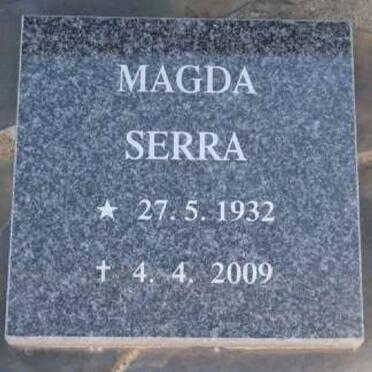 MAGDA
SERRA
★ 27. 5. 1932
✝ 4. 4. 2009